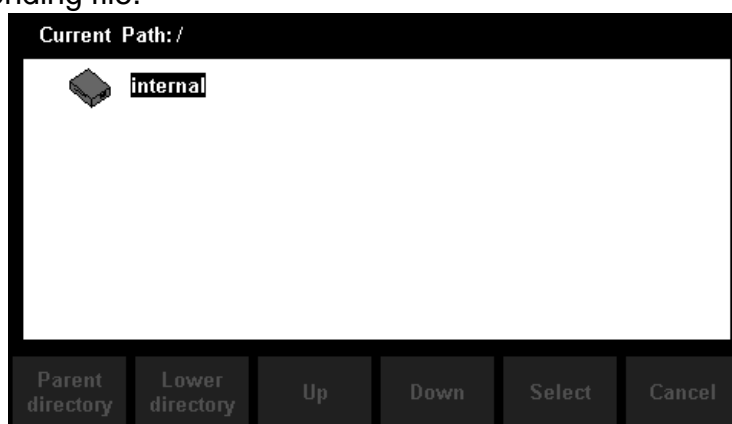 nding file.
Current Path: /
internal
Parent directory
Lower directory
Up
Down
Select
Cancel